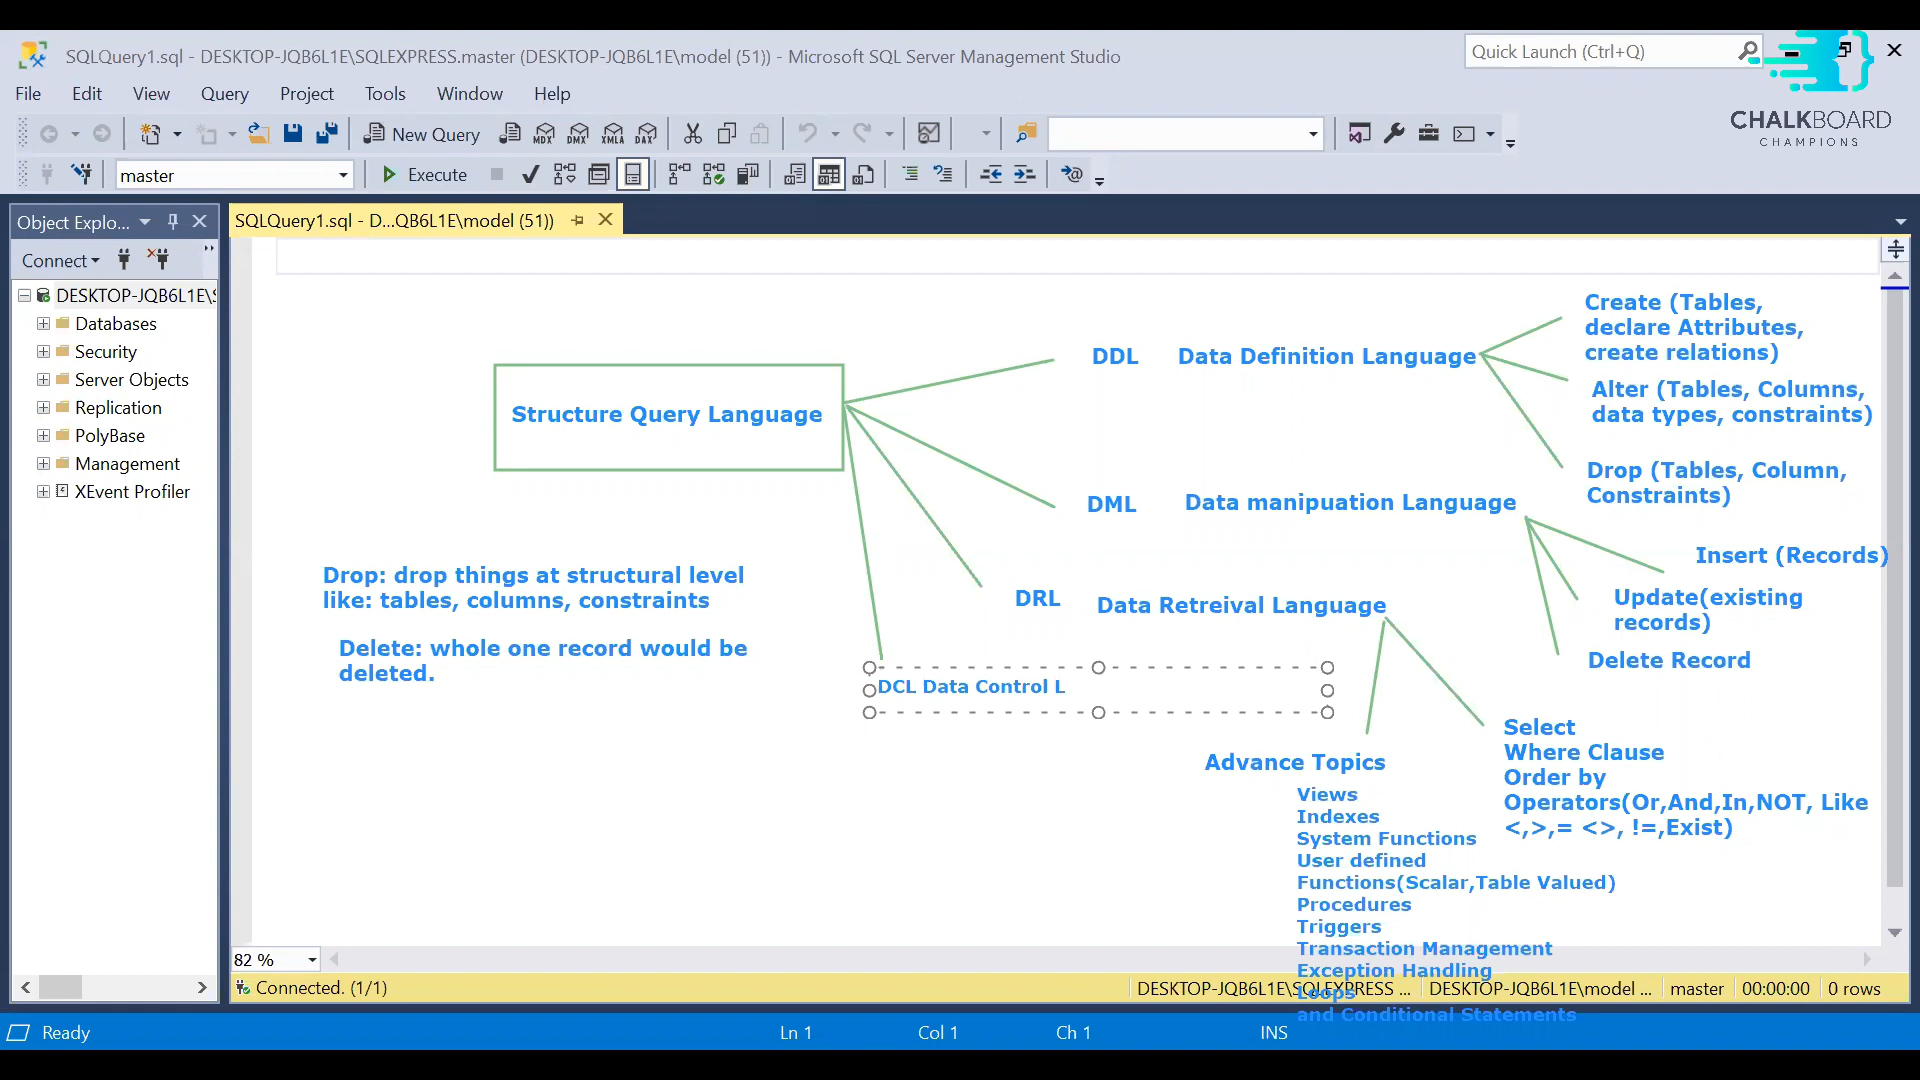 SQLQuery1.sql - DESKTOP-JQB6L1E\SQLEXPRESS.master (DESKTOP-JQB6L1E\model (51)) - Microsoft SQL Server Management Studio
Quick Launch (Ctrl+Q)
File Edit View Query Project Tools Window Help
CHALKBOARD
CHAMPIONS
New Query
MDX DMX XMLA DAX
master
Execute
Object Explo...
SQLQuery1.sql - D...QB6L1E\model (51))
Connect
DESKTOP-JQB6L1E\S
Databases
Security
Server Objects
Replication
PolyBase
Management
XEvent Profiler
Structure Query Language
DDL Data Definition Language
Create (Tables,
declare Attributes,
create relations)
Alter (Tables, Columns,
data types, constraints)
Drop (Tables, Column,
Constraints)
DML Data manipuation Language
Insert (Records)
Update(existing
records)
Delete Record
Drop: drop things at structural level
like: tables, columns, constraints
Delete: whole one record would be
deleted.
DRL Data Retreival Language
DCL Data Control L
Select
Where Clause
Order by
Operators(Or,And,In,NOT, Like
<,>,= <>, !=,Exist)
Advance Topics
Views
Indexes
System Functions
User defined
Functions(Scalar,Table Valued)
Procedures
Triggers
Transaction Management
Exception Handling
Loops
and Conditional Statements
82 %
Connected. (1/1)
DESKTOP-JQB6L1E\SQLEXPRESS ... DESKTOP-JQB6L1E\model ... master 00:00:00 0 rows
Ready Ln 1 Col 1 Ch 1 INS